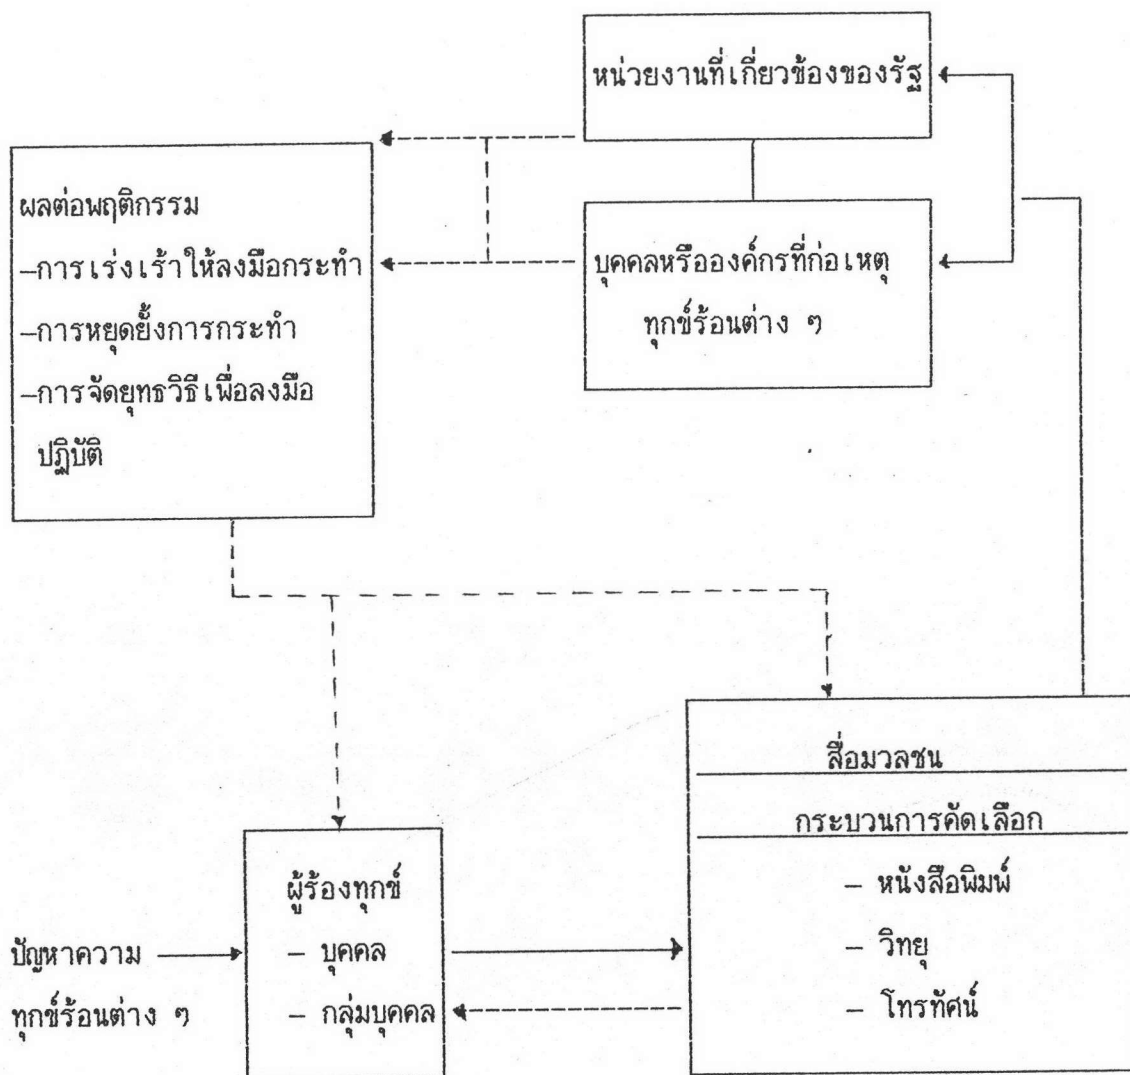 หน่วยงานที่เกี่ยวข้องของรัฐ
ผลต่อพฤติกรรม
–การเร่งเร้าให้ลงมือกระทำ
–การหยุดยั้งการกระทำ
–การจัดยุทธวิธีเพื่อลงมือ
ปฏิบัติ
บุคคลหรือองค์กรที่ก่อเหตุ
ทุกข์ร้อนต่าง ๆ
สื่อมวลชน
กระบวนการคัดเลือก
– หนังสือพิมพ์
– วิทยุ
– โทรทัศน์
ผู้ร้องทุกข์
– บุคคล
– กลุ่มบุคคล
ปัญหาความ
ทุกข์ร้อนต่าง ๆ